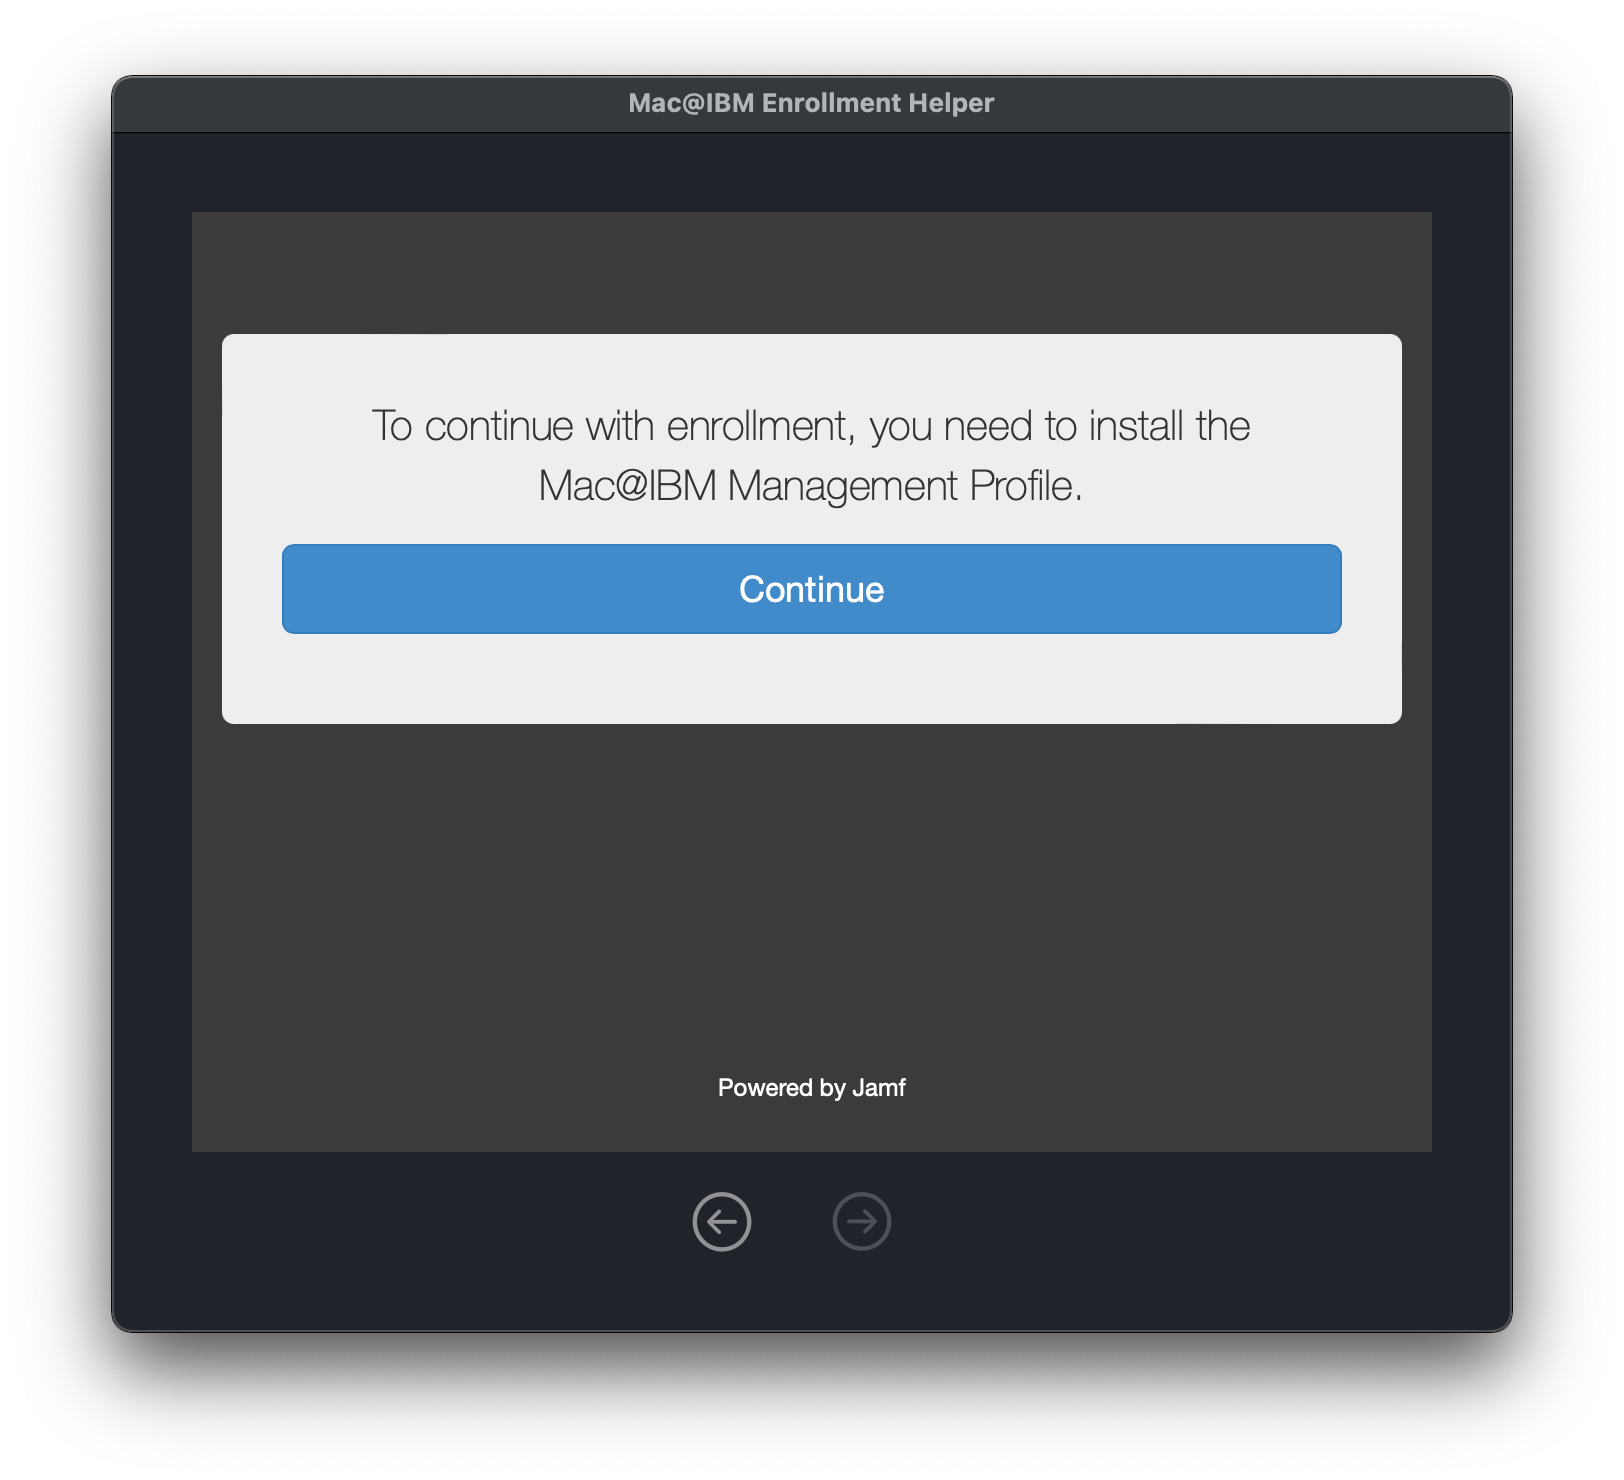 Mac@IBM Enrollment Helper
To continue with enrollment, you need to install the
Mac@IBM Management Profile.
Continue
Powered by Jamf